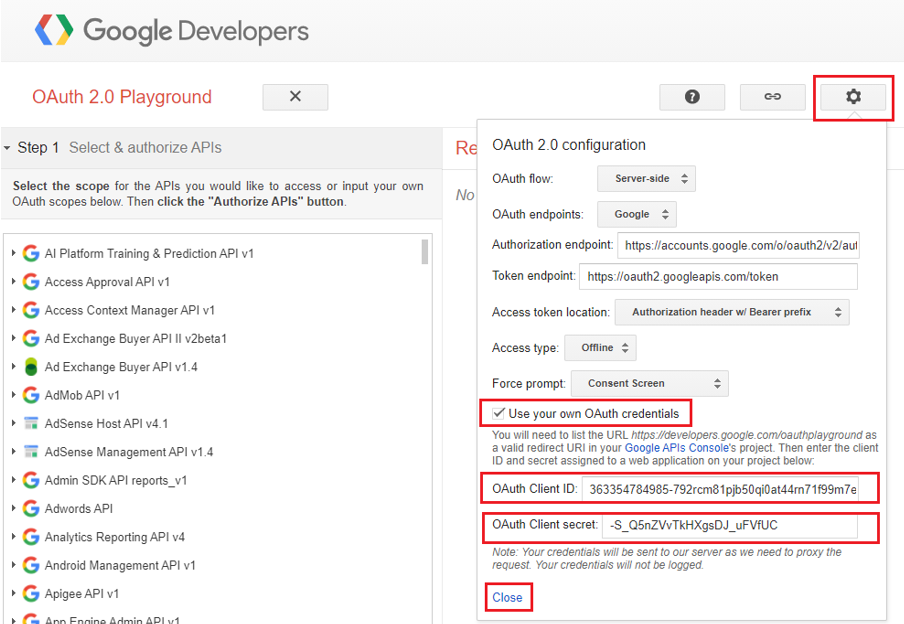 Google Developers
OAuth 2.0 Playground
Step 1 Select & authorize APIs
Select the scope for the APIs you would like to access or input your own
OAuth scopes below. Then click the "Authorize APIs" button.
AI Platform Training & Prediction API v1
Access Approval API v1
Access Context Manager API v1
Ad Exchange Buyer API II v2beta1
Ad Exchange Buyer API v1.4
AdMob API v1
AdSense Host API v4.1
AdSense Management API v1.4
Admin SDK API reports_v1
Adwords API
Analytics Reporting API v4
Android Management API v1
Apigee API v1
App Engine Admin API v1
Re
No
OAuth 2.0 configuration
OAuth flow: Server-side
OAuth endpoints: Google
Authorization endpoint: https://accounts.google.com/o/oauth2/v2/aut
Token endpoint: https://oauth2.googleapis.com/token
Access token location: Authorization header w/ Bearer prefix
Access type: Offline
Force prompt: Consent Screen
Use your own OAuth credentials
You will need to list the URL https://developers.google.com/oauthplayground as
a valid redirect URI in your Google APIs Console's project. Then enter the client
ID and secret assigned to a web application on your project below:
OAuth Client ID: 363354784985-792rcm81pjb50qi0at44rn71f99m7e
OAuth Client secret: -S_Q5nZVvTkHXgsDJ_uFVfUC
Note: Your credentials will be sent to our server as we need to proxy the
request. Your credentials will not be logged.
Close